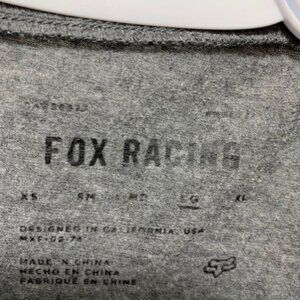 FOX RACING
XS SM MD LG XL
DESIGNED IN CALIFORNIA, USA
MADE N CHINA
HECHO EN CHINA
FABRIQUÉ EN CHINE